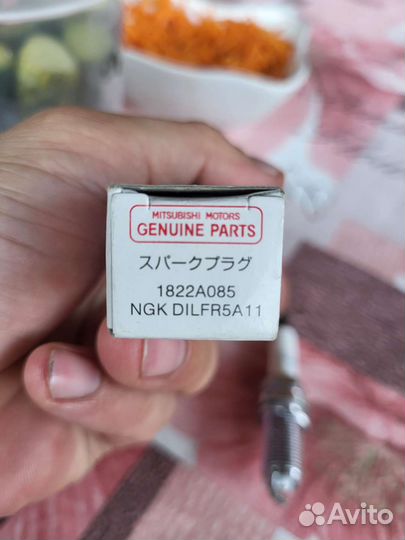 MITSUBISHI MOTORS
GENUINE PARTS
スパークプラグ
1822A085
NGK DILFR5A11
Avito